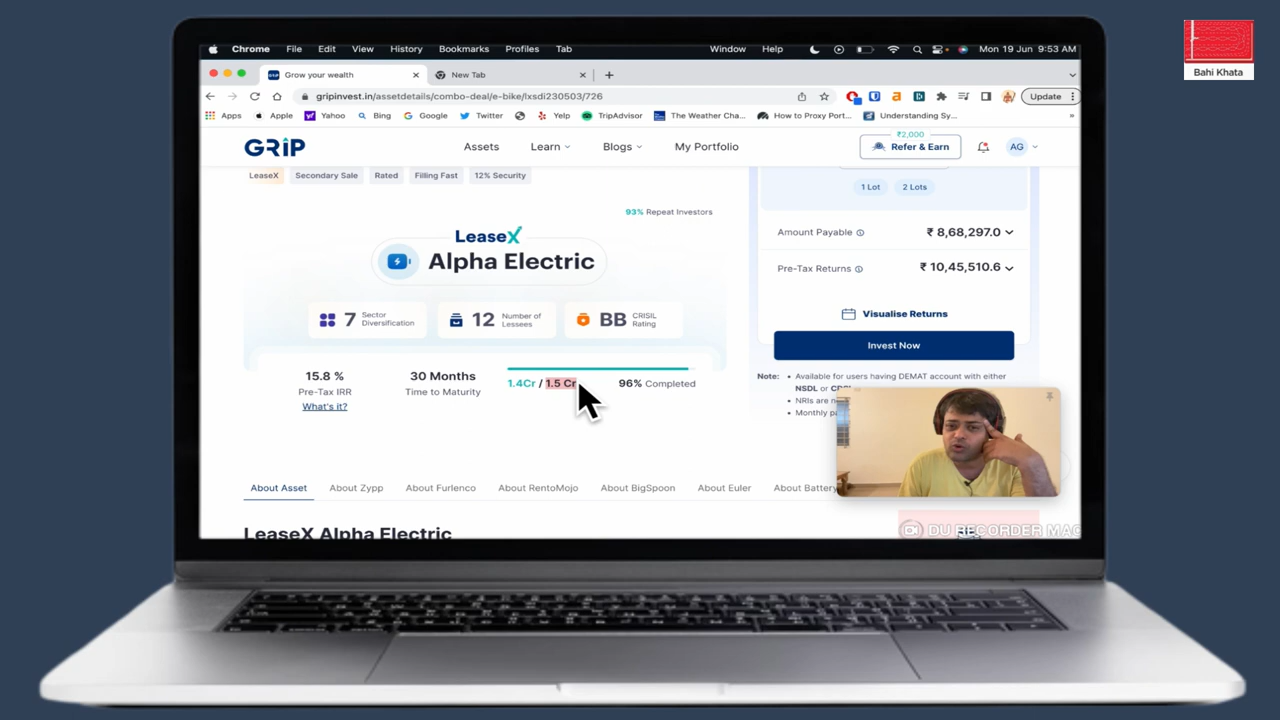 Bahi Khata
Chrome File Edit View History Bookmarks Profiles Tab Window Help Mon 19 Jun 9:53 AM
GRIP Grow your wealth New Tab
gripinvest.in/assetdetails/combo-deal/e-bike/lxsdi230503/726 Update
Apps Apple Yahoo Bing Google Twitter Yelp TripAdvisor The Weather Cha... How to Proxy Port... Understanding Sy... »
GRIP Assets Learn Blogs My Portfolio ₹2,000 Refer & Earn AG
LeaseX Secondary Sale Rated Filling Fast 12% Security
93% Repeat Investors
LeaseX
Alpha Electric
7 Sector Diversification
12 Number of Lessees
BB CRISIL Rating
15.8 %
Pre-Tax IRR
What's it?
30 Months
Time to Maturity
1.4Cr / 1.5 Cr 96% Completed
1 Lot 2 Lots
Amount Payable ₹ 8,68,297.0
Pre-Tax Returns ₹ 10,45,510.6
Visualise Returns
Invest Now
Note: • Available for users having DEMAT account with either
NSDL or
• NRIs are
• Monthly
About Asset About Zypp About Furlenco About RentoMojo About BigSpoon About Euler About Battery
LeaseX Alpha Electric
DU RECORDER MAC